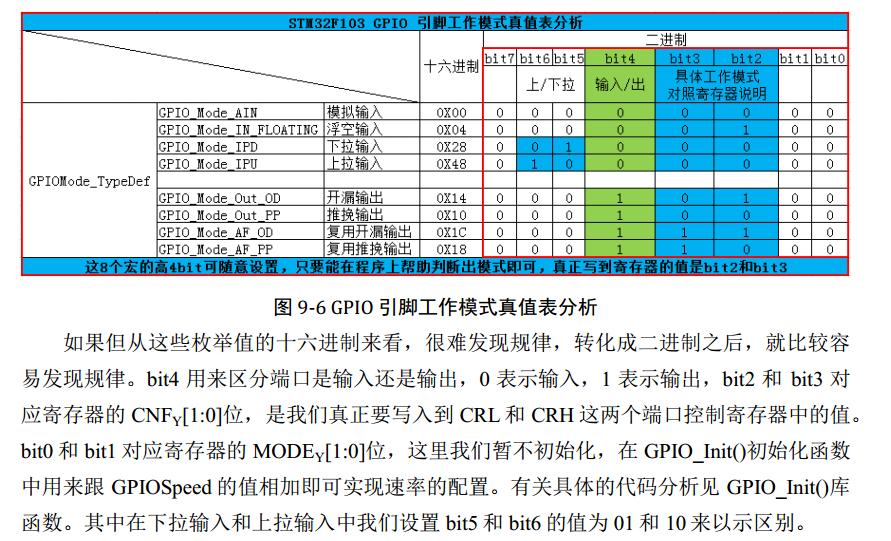 STM32F103 GPIO 引脚工作模式真值表分析
十六进制 二进制
bit7 bit6 bit5 bit4 bit3 bit2 bit1 bit0
上/下拉 输入/出 具体工作模式
对照寄存器说明
GPIOMode_TypeDef
GPIO_Mode_AIN 模拟输入 0X00 0 0 0 0 0 0 0 0
GPIO_Mode_IN_FLOATING 浮空输入 0X04 0 0 0 0 0 1 0 0
GPIO_Mode_IPD 下拉输入 0X28 0 0 1 0 0 0 0 0
GPIO_Mode_IPU 上拉输入 0X48 0 1 0 0 0 0 0 0
GPIO_Mode_Out_OD 开漏输出 0X14 0 0 0 1 0 1 0 0
GPIO_Mode_Out_PP 推挽输出 0X10 0 0 0 1 0 0 0 0
GPIO_Mode_AF_OD 复用开漏输出 0X1C 0 0 0 1 1 1 0 0
GPIO_Mode_AF_PP 复用推挽输出 0X18 0 0 0 1 1 0 0 0
这8个宏的高4bit可随意设置，只要能在程序上帮助判断出模式即可，真正写到寄存器的值是bit2和bit3
图 9-6 GPIO 引脚工作模式真值表分析
如果但从这些枚举值的十六进制来看，很难发现规律，转化成二进制之后，就比较容
易发现规律。bit4 用来区分端口是输入还是输出，0 表示输入，1 表示输出，bit2 和 bit3 对
应寄存器的 CNFY[1:0]位，是我们真正要写入到 CRL 和 CRH 这两个端口控制寄存器中的值。
bit0 和 bit1 对应寄存器的 MODEY[1:0]位，这里我们暂不初始化，在 GPIO_Init()初始化函数
中用来跟 GPIOSpeed 的值相加即可实现速率的配置。有关具体的代码分析见 GPIO_Init()库
函数。其中在下拉输入和上拉输入中我们设置 bit5 和 bit6 的值为 01 和 10 来以示区别。